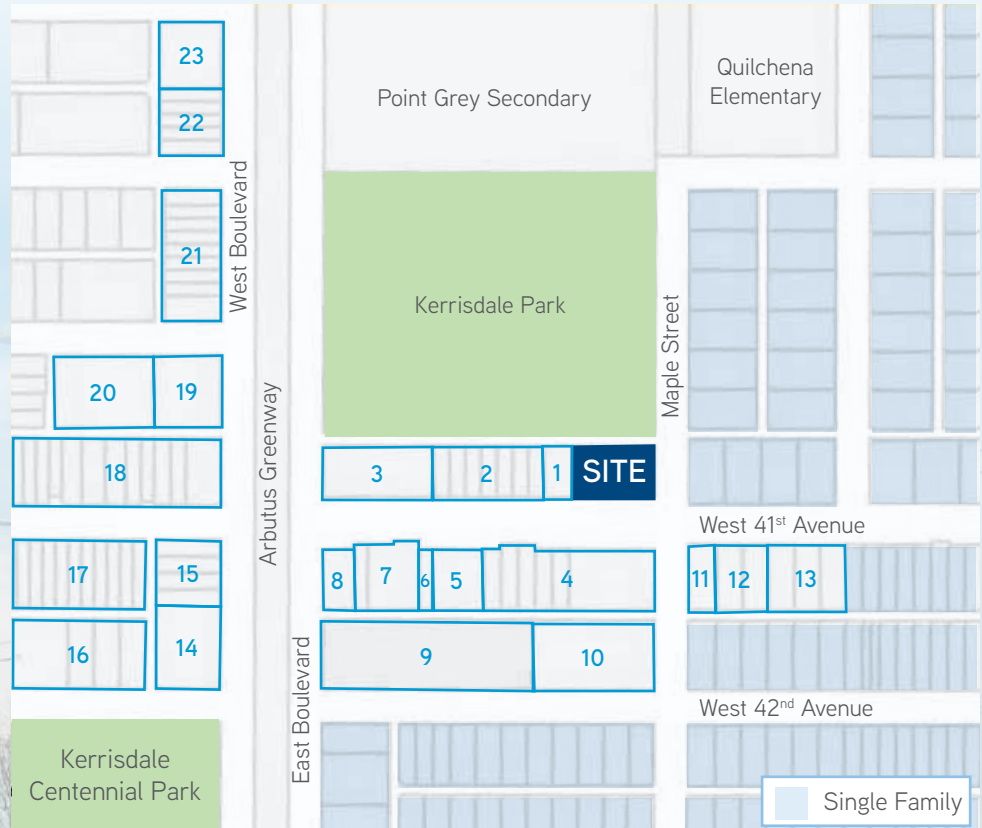 23
22
Point Grey Secondary
Quilchena
Elementary
West Boulevard
21
Kerrisdale Park
Maple Street
20
19
Arbutus Greenway
18
3
2
1
SITE
West 41st Avenue
17
15
8
7
6
5
4
11
12
13
16
14
East Boulevard
9
10
West 42nd Avenue
Kerrisdale
Centennial Park
Single Family